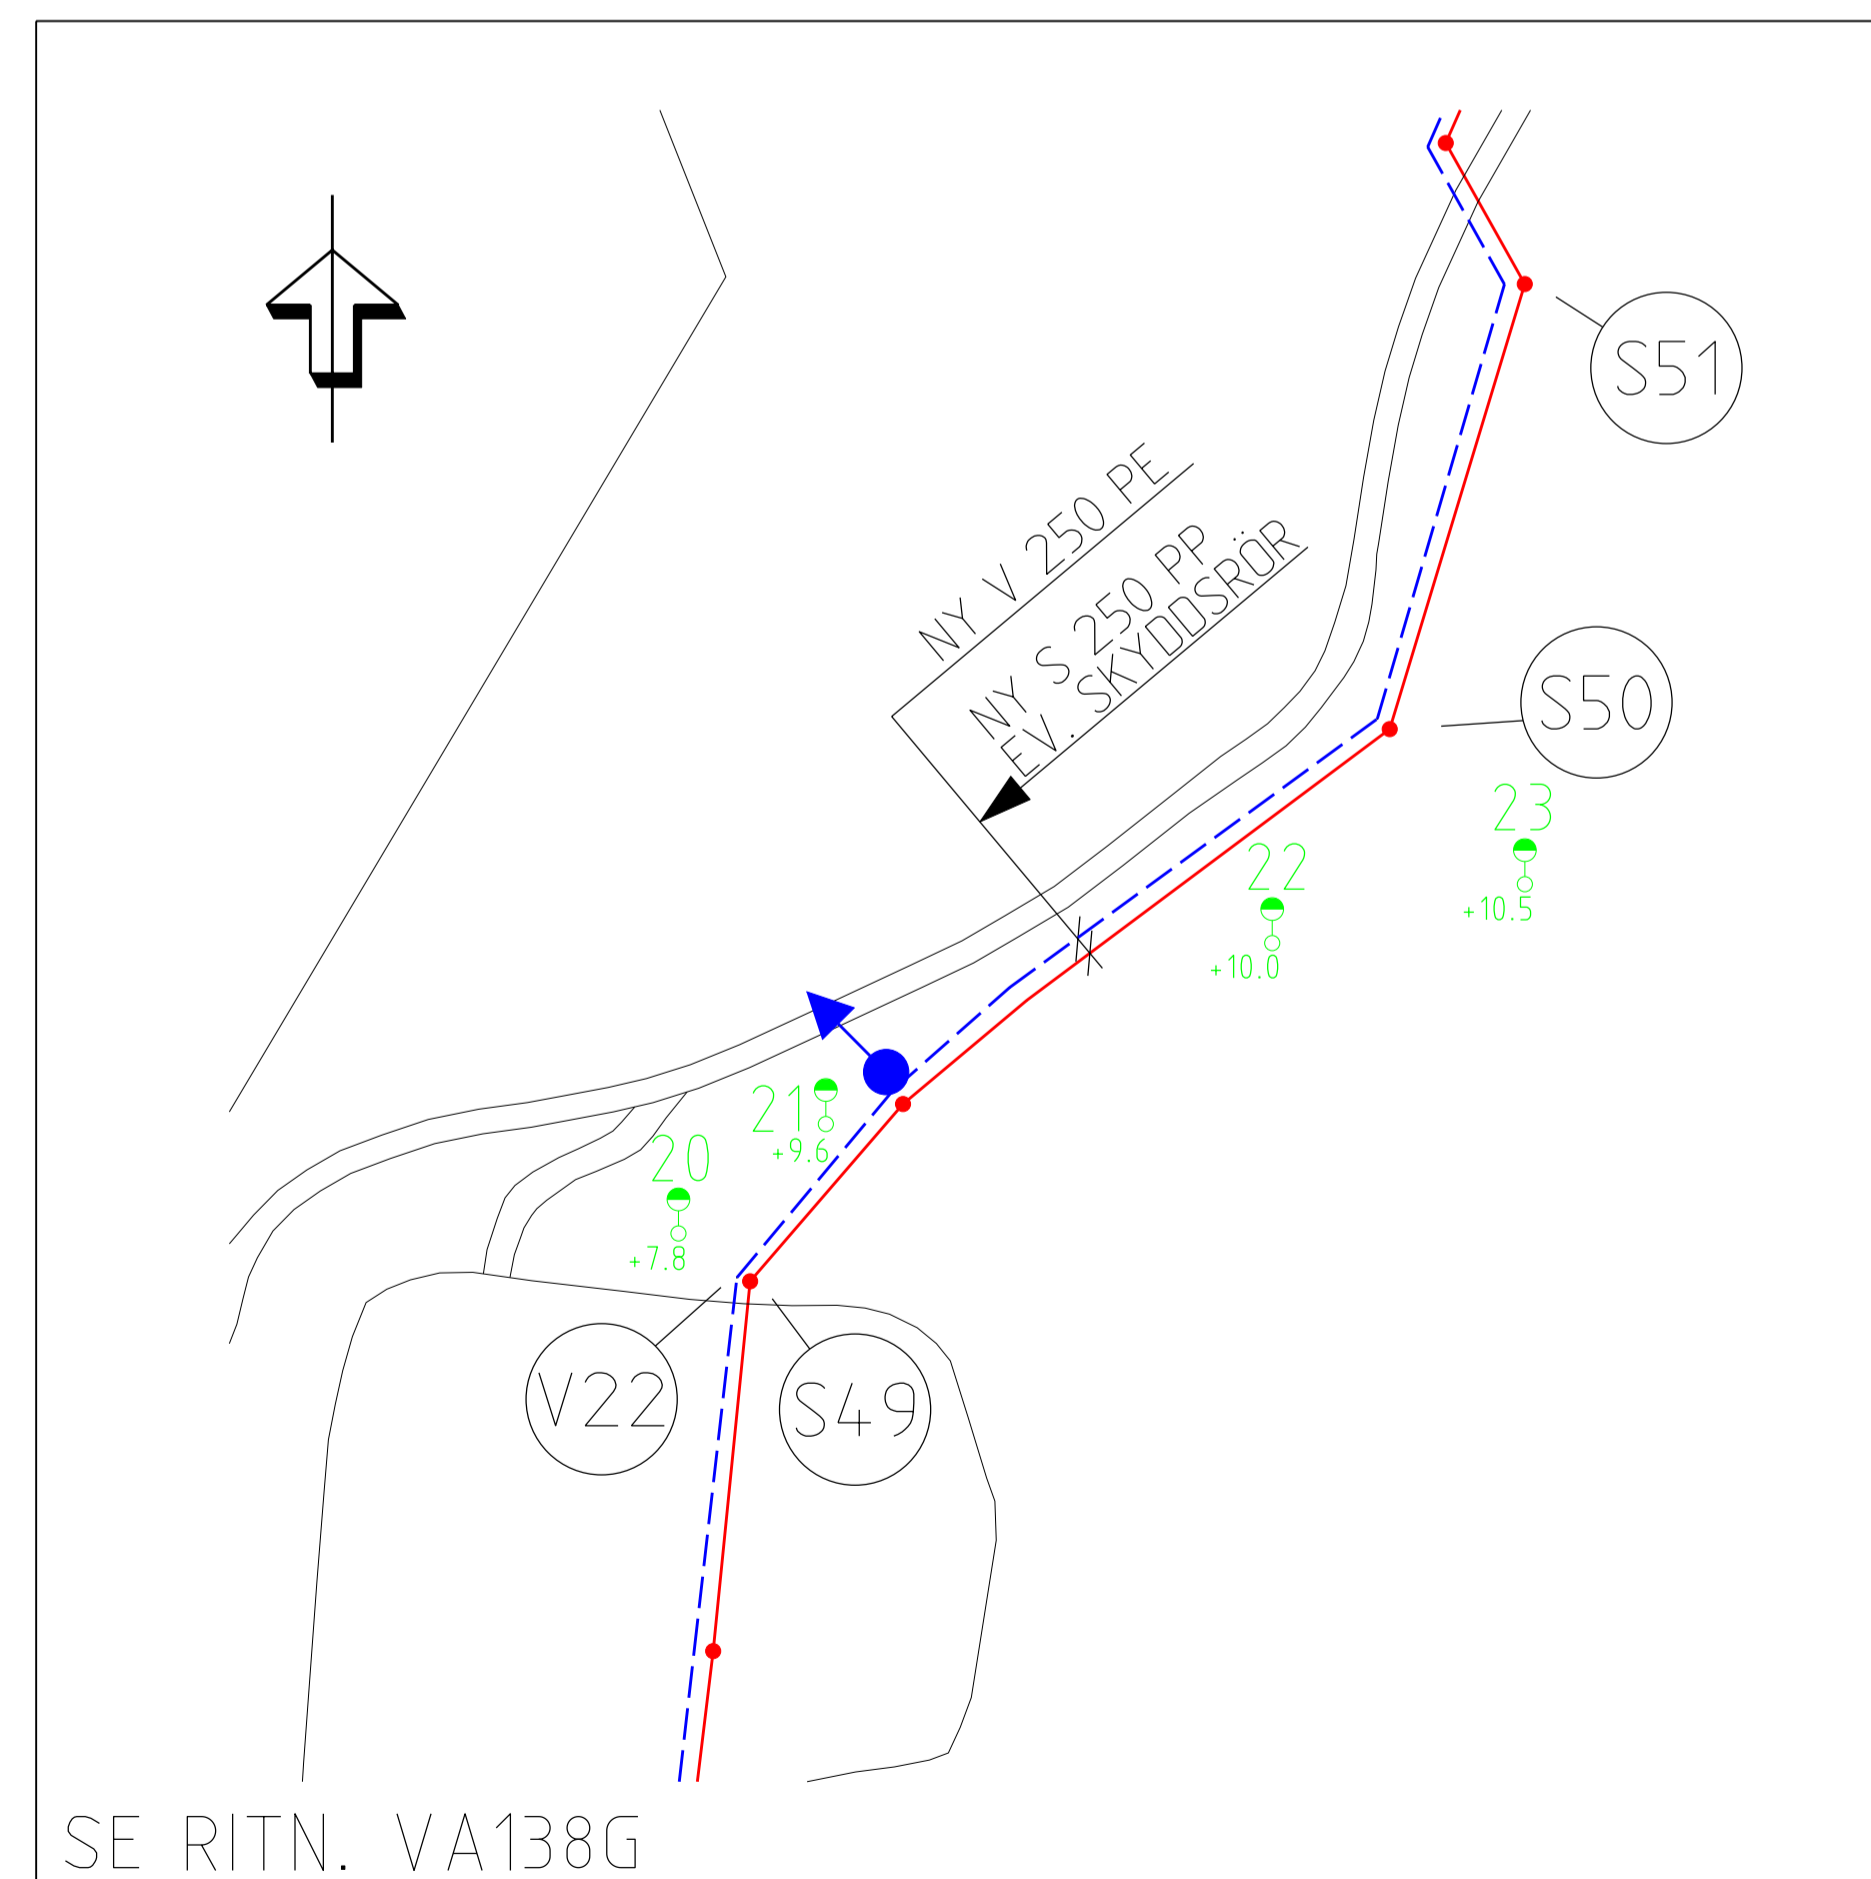 S51
NY V 250 PE
NY S 250 PP
EV. SKYDDSRÖR
S50
23
+10.5
22
+10.0
21
+9.6
20
+7.8
V22
S49
SE RITN. VA138G